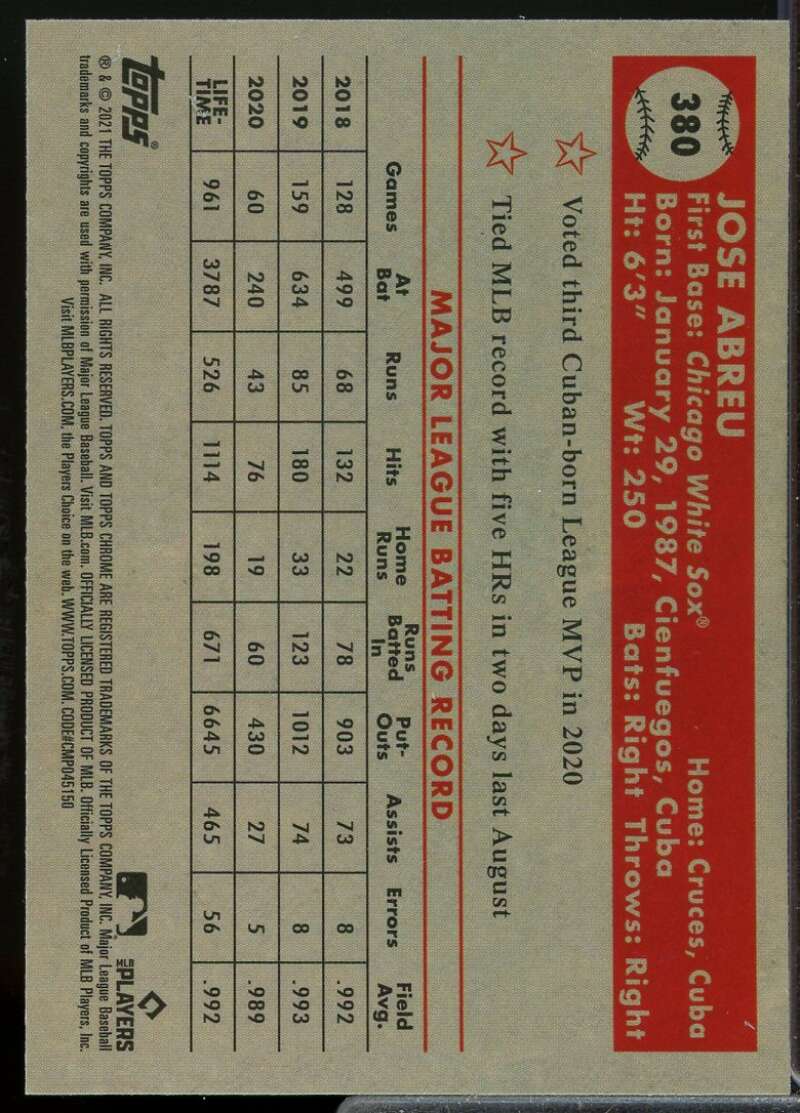 380
JOSE ABREU
First Base: Chicago White Sox® Home: Cruces, Cuba
Born: January 29, 1987, Cienfuegos, Cuba
Ht: 6'3" Wt: 250 Bats: Right Throws: Right
Voted third Cuban-born League MVP in 2020
Tied MLB record with five HRs in two days last August
MAJOR LEAGUE BATTING RECORD
Games At Bat Runs Hits Home Runs Runs Batted In Put-Outs Assists Errors Field Avg.
2018 128 499 68 132 22 78 903 73 8 .992
2019 159 634 85 180 33 123 1012 74 8 .993
2020 60 240 43 76 19 60 430 27 5 .989
LIFE-TIME 961 3787 526 1114 198 671 6645 465 56 .992
topps®
MLB PLAYERS
® & © 2021 THE TOPPS COMPANY, INC. ALL RIGHTS RESERVED. TOPPS AND TOPPS CHROME ARE REGISTERED TRADEMARKS OF THE TOPPS COMPANY, INC. Major League Baseball
trademarks and copyrights are used with permission of Major League Baseball. Visit MLB.com. OFFICIALLY LICENSED PRODUCT OF MLB. Officially Licensed Product of MLB Players, Inc.
Visit MLBPLAYERS.COM, the Players Choice on the web. WWW.TOPPS.COM. CODE#CMP045150